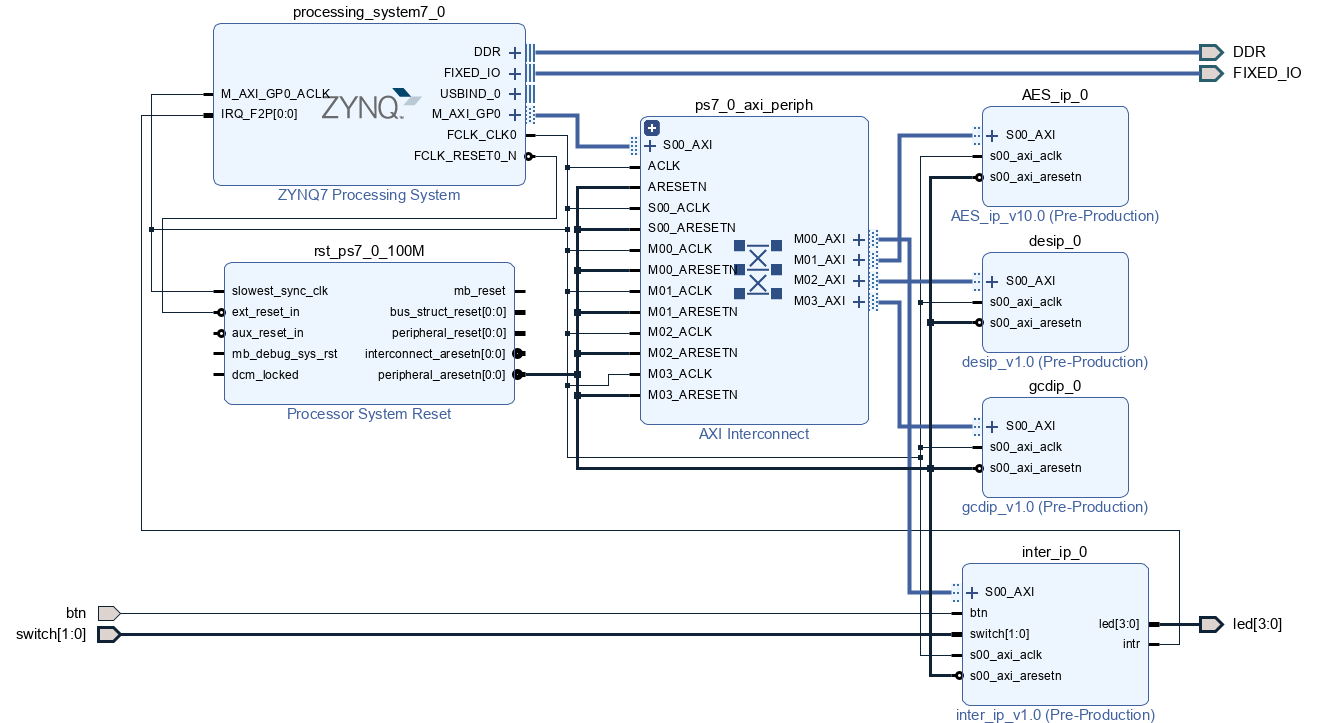 processing_system7_0
DDR
FIXED_IO
USBIND_0
M_AXI_GP0
FCLK_CLK0
FCLK_RESET0_N
M_AXI_GP0_ACLK
IRQ_F2P[0:0]
ZYNQ
ZYNQ7 Processing System
DDR
FIXED_IO
rst_ps7_0_100M
slowest_sync_clk
ext_reset_in
aux_reset_in
mb_debug_sys_rst
dcm_locked
mb_reset
bus_struct_reset[0:0]
peripheral_reset[0:0]
interconnect_aresetn[0:0]
peripheral_aresetn[0:0]
Processor System Reset
ps7_0_axi_periph
S00_AXI
ACLK
ARESETN
S00_ACLK
S00_ARESETN
M00_ACLK
M00_ARESETN
M01_ACLK
M01_ARESETN
M02_ACLK
M02_ARESETN
M03_ACLK
M03_ARESETN
M00_AXI
M01_AXI
M02_AXI
M03_AXI
AXI Interconnect
AES_ip_0
S00_AXI
s00_axi_aclk
s00_axi_aresetn
AES_ip_v10.0 (Pre-Production)
desip_0
S00_AXI
s00_axi_aclk
s00_axi_aresetn
desip_v1.0 (Pre-Production)
gcdip_0
S00_AXI
s00_axi_aclk
s00_axi_aresetn
gcdip_v1.0 (Pre-Production)
inter_ip_0
S00_AXI
btn
switch[1:0]
s00_axi_aclk
s00_axi_aresetn
led[3:0]
intr
inter_ip_v1.0 (Pre-Production)
btn
switch[1:0]
led[3:0]